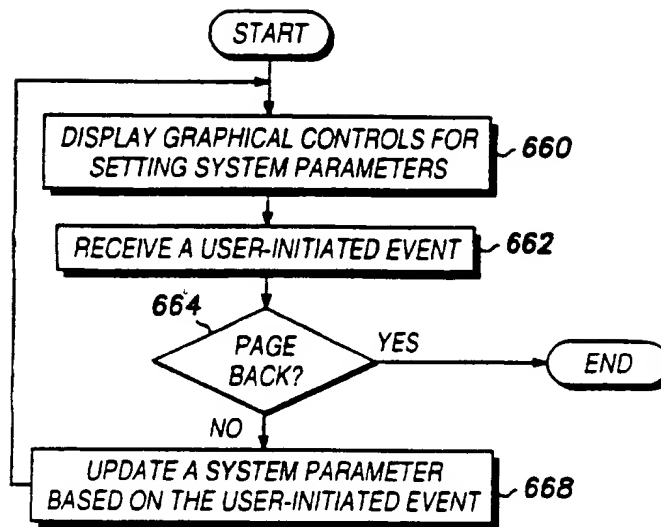 START
DISPLAY GRAPHICAL CONTROLS FOR
SETTING SYSTEM PARAMETERS
660
RECEIVE A USER-INITIATED EVENT
662
664
PAGE
BACK?
YES
END
NO
UPDATE A SYSTEM PARAMETER
BASED ON THE USER-INITIATED EVENT
668